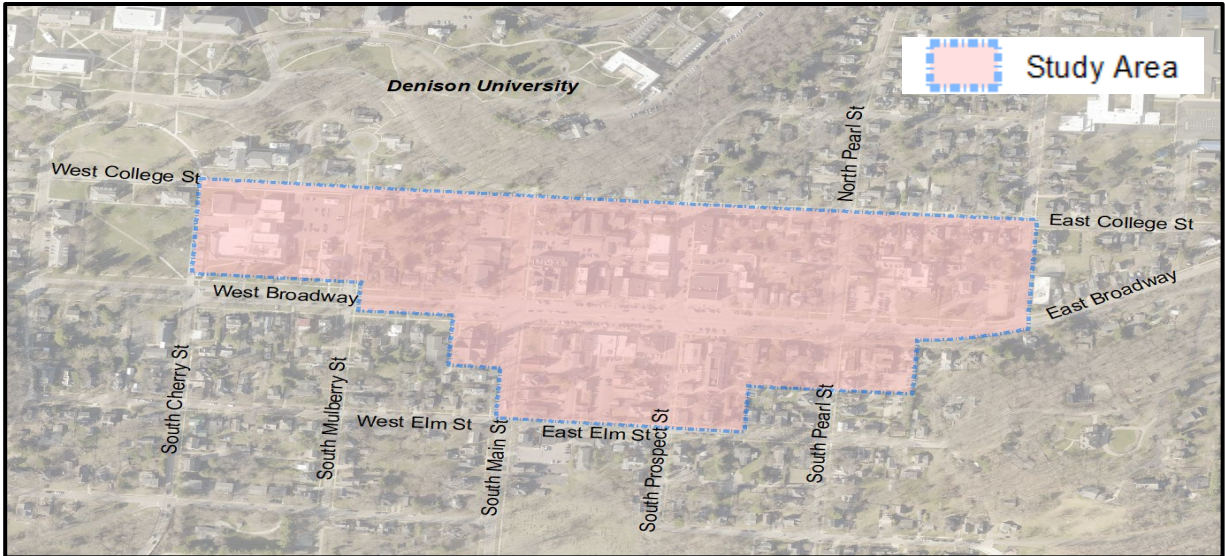 Study Area
Denison University
North Pearl St
West College St
East College St
West Broadway
East Broadway
South Cherry St
South Mulberry St
West Elm St
South Main St
East Elm St
South Prospect St
South Pearl St